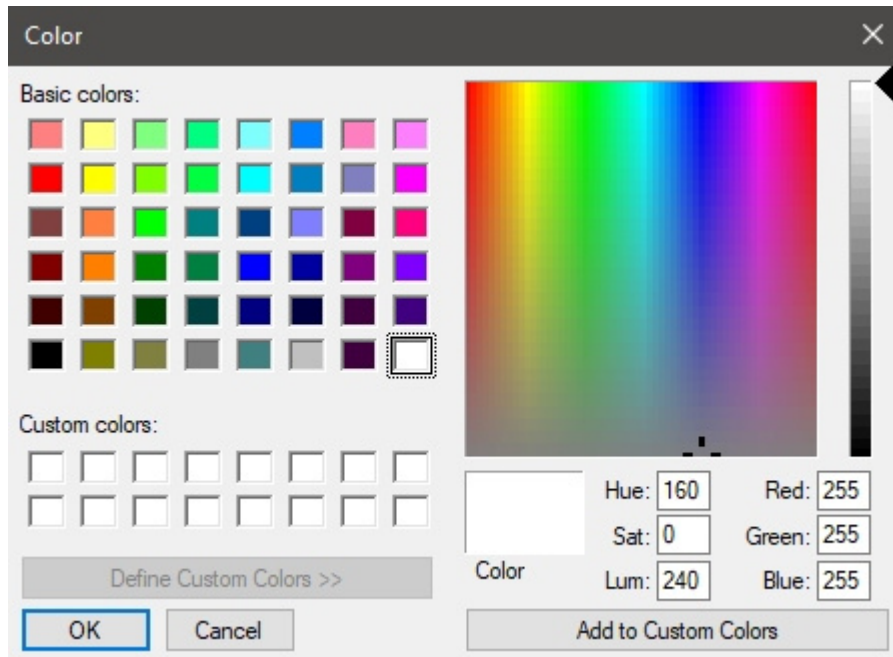 Color
Basic colors:
Custom colors:
Define Custom Colors >>
OK Cancel
Color
Hue: 160 Red: 255
Sat: 0 Green: 255
Lum: 240 Blue: 255
Add to Custom Colors